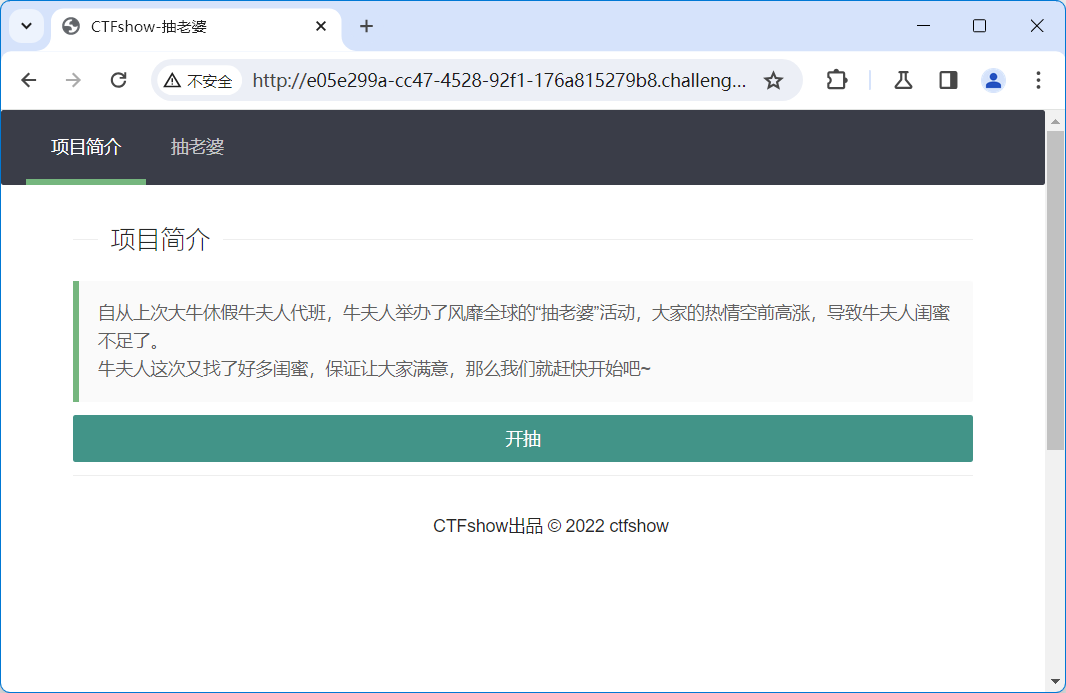 CTFshow-抽老婆
不安全 http://e05e299a-cc47-4528-92f1-176a815279b8.challeng...
项目简介 抽老婆
项目简介
自从上次大牛休假牛夫人代班，牛夫人举办了风靡全球的“抽老婆”活动，大家的热情空前高涨，导致牛夫人闺蜜
不足了。
牛夫人这次又找了好多闺蜜，保证让大家满意，那么我们就赶快开始吧~
开抽
CTFshow出品 © 2022 ctfshow